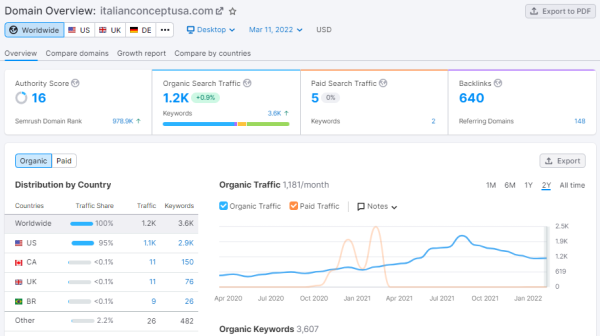 Domain Overview: italianconceptusa.com
Export to PDF
Worldwide US UK DE ••• Desktop Mar 11, 2022 USD
Overview Compare domains Growth report Compare by countries
Authority Score Organic Search Traffic Paid Search Traffic Backlinks
16 1.2K +0.9% 5 0% 640
Keywords 3.6K ↑
Semrush Domain Rank 978.9K ↑ Keywords 2 Referring Domains 148
Organic Paid Export
Distribution by Country Organic Traffic 1,181/month 1M 6M 1Y 2Y All time
Countries Traffic Share Traffic Keywords Organic Traffic Paid Traffic Notes
Worldwide 100% 1.2K 3.6K
US 95% 1.1K 2.9K
CA <0.1% 11 150
UK <0.1% 11 76
BR <0.1% 9 26
Other 2.2% 26 482
2.5K
1.9K
1.2K
619
0
Apr 2020 Jul 2020 Oct 2020 Jan 2021 Apr 2021 Jul 2021 Oct 2021 Jan 2022
Organic Keywords 3,607